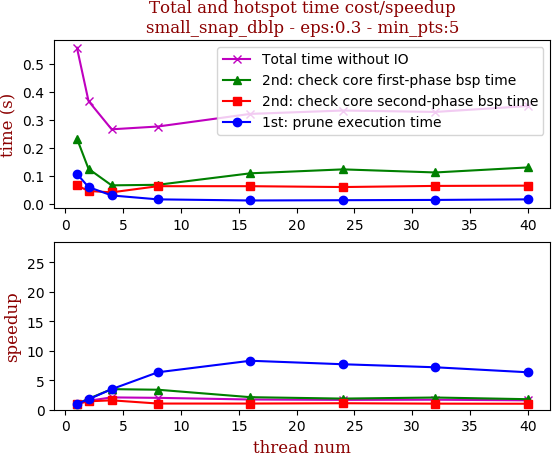 Total and hotspot time cost/speedup
small_snap_dblp - eps:0.3 - min_pts:5
time (s)
0.5
0.4
0.3
0.2
0.1
0.0
Total time without IO
2nd: check core first-phase bsp time
2nd: check core second-phase bsp time
1st: prune execution time
0 5 10 15 20 25 30 35 40
speedup
25
20
15
10
5
0
0 5 10 15 20 25 30 35 40
thread num